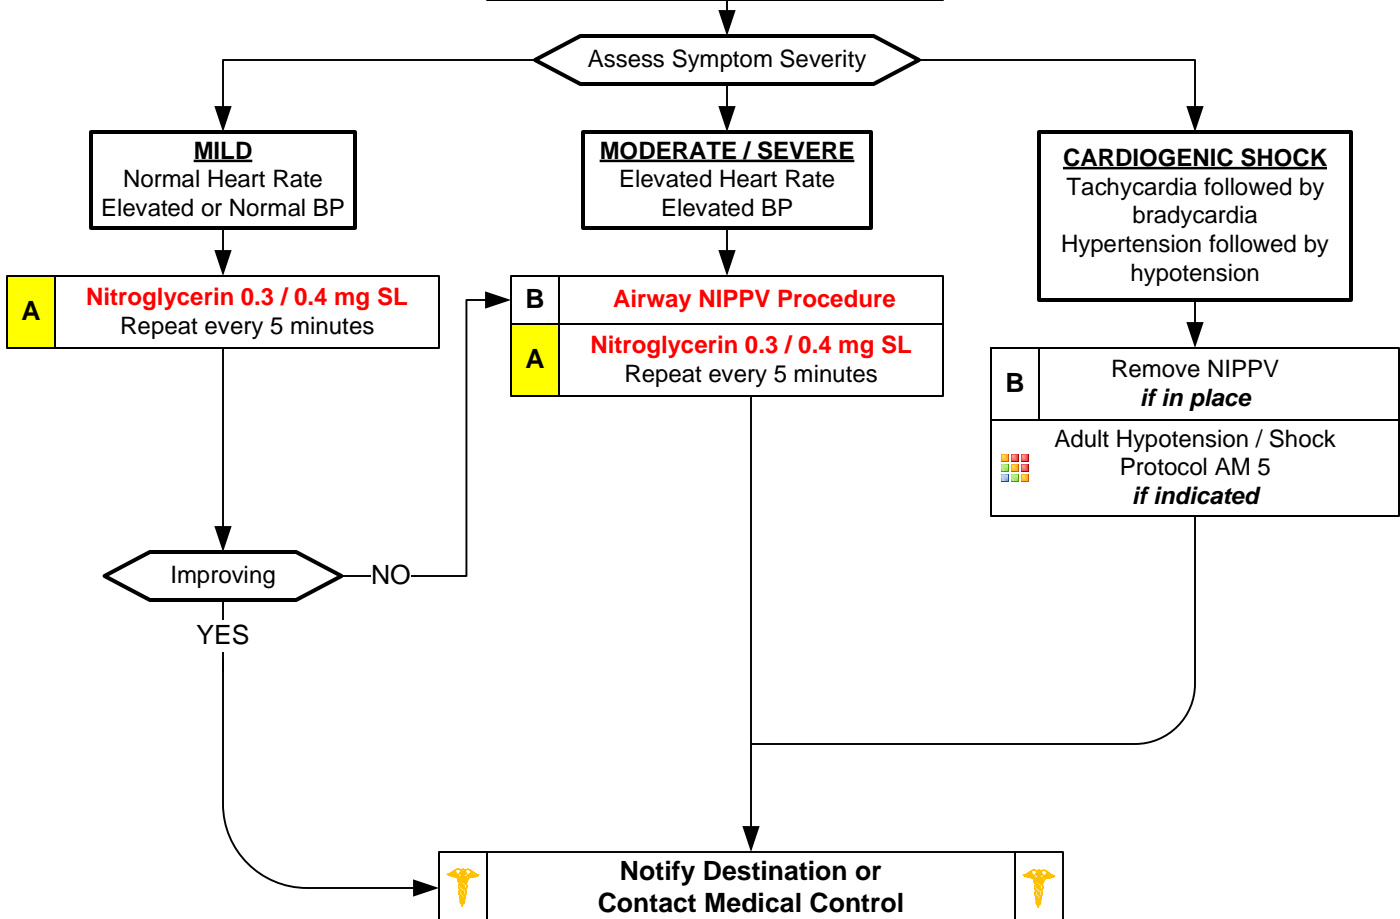 Assess Symptom Severity
MILD
Normal Heart Rate
Elevated or Normal BP
MODERATE / SEVERE
Elevated Heart Rate
Elevated BP
CARDIOGENIC SHOCK
Tachycardia followed by
bradycardia
Hypertension followed by
hypotension
A
Nitroglycerin 0.3 / 0.4 mg SL
Repeat every 5 minutes
B
Airway NIPPV Procedure
A
Nitroglycerin 0.3 / 0.4 mg SL
Repeat every 5 minutes
B
Remove NIPPV
if in place
Adult Hypotension / Shock
Protocol AM 5
if indicated
Improving
NO
YES
Notify Destination or
Contact Medical Control